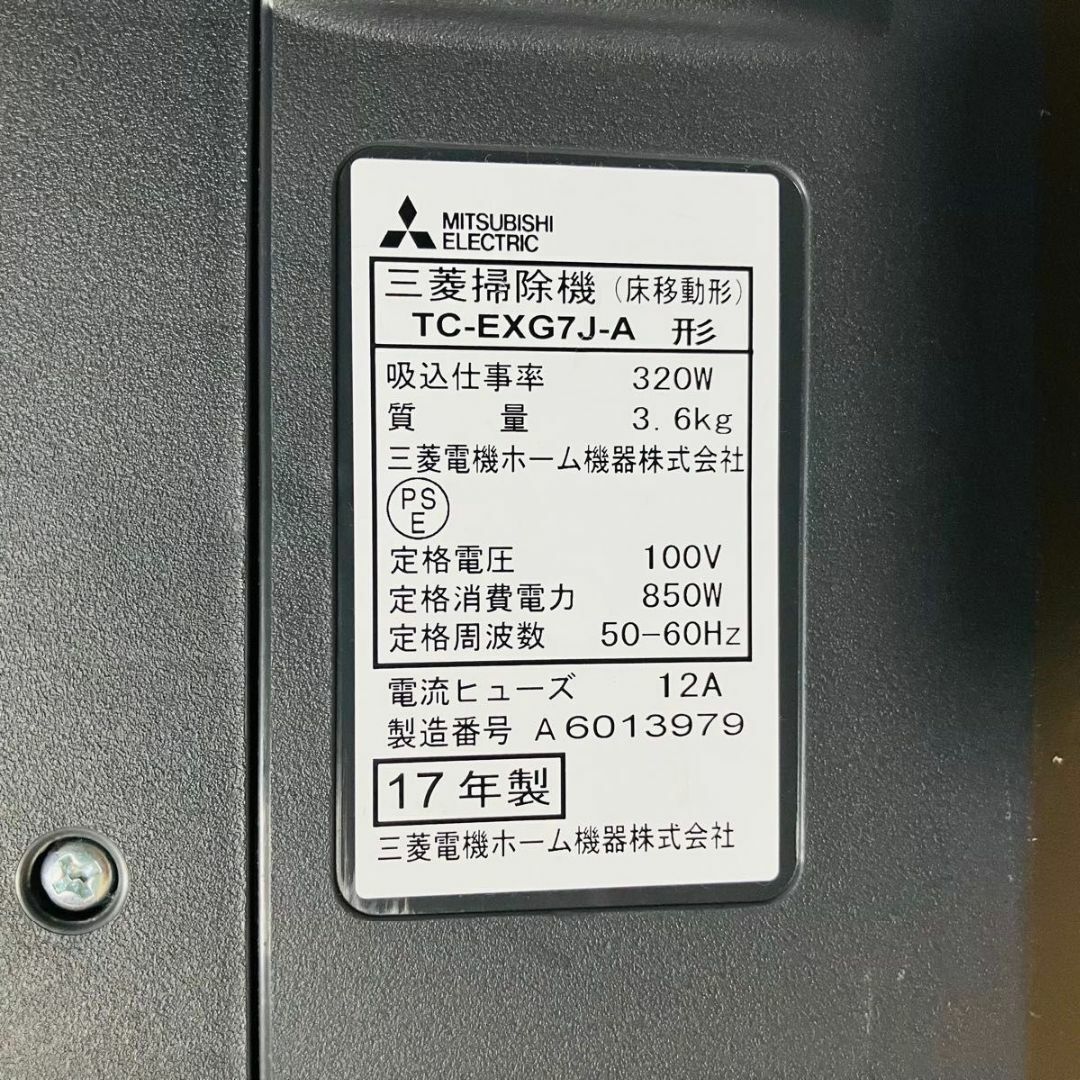 MITSUBISHI
ELECTRIC
三菱掃除機(床移動形)
TC-EXG7J-A 形
吸込仕事率 320W
質 量 3.6kg
三菱電機ホーム機器株式会社
PS
E
定格電圧 100V
定格消費電力 850W
定格周波数 50-60Hz
電流ヒューズ 12A
製造番号 A6013979
17年製
三菱電機ホーム機器株式会社